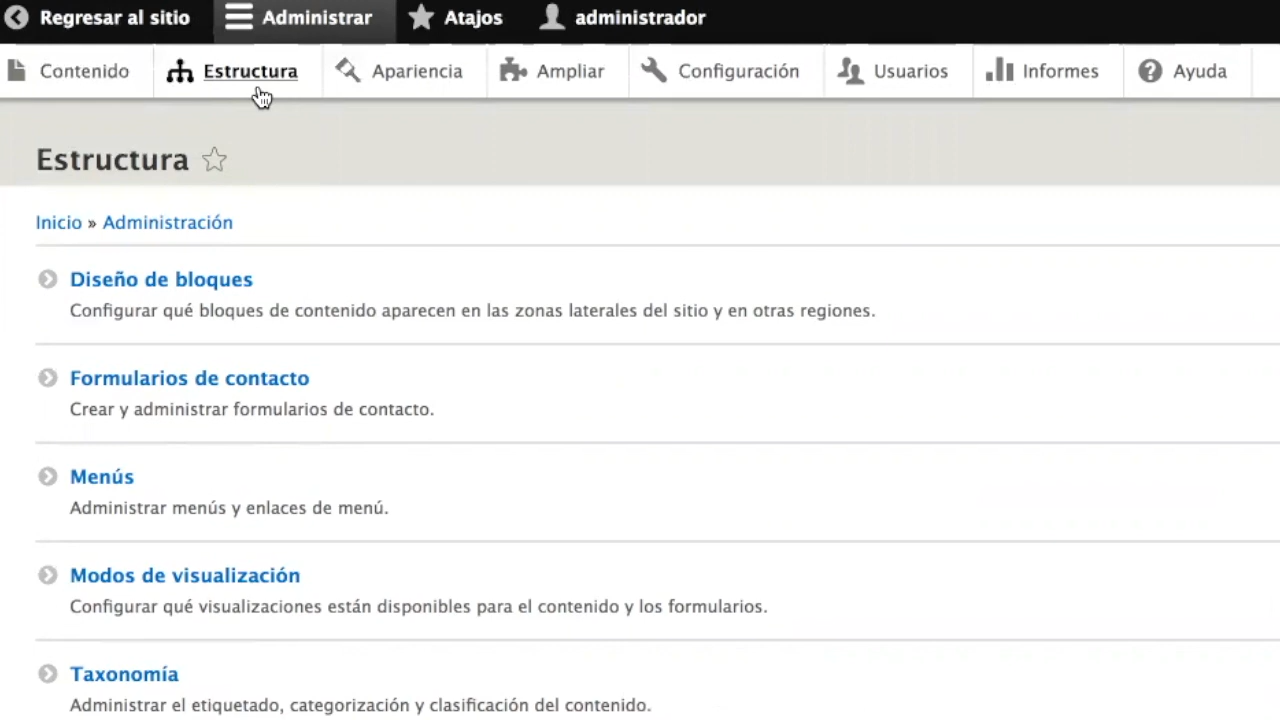 Regresar al sitio Administrar Atajos administrador
Contenido Estructura Apariencia Ampliar Configuración Usuarios Informes Ayuda
Estructura
Inicio » Administración
Diseño de bloques
Configurar qué bloques de contenido aparecen en las zonas laterales del sitio y en otras regiones.
Formularios de contacto
Crear y administrar formularios de contacto.
Menús
Administrar menús y enlaces de menú.
Modos de visualización
Configurar qué visualizaciones están disponibles para el contenido y los formularios.
Taxonomía
Administrar el etiquetado, categorización y clasificación del contenido.